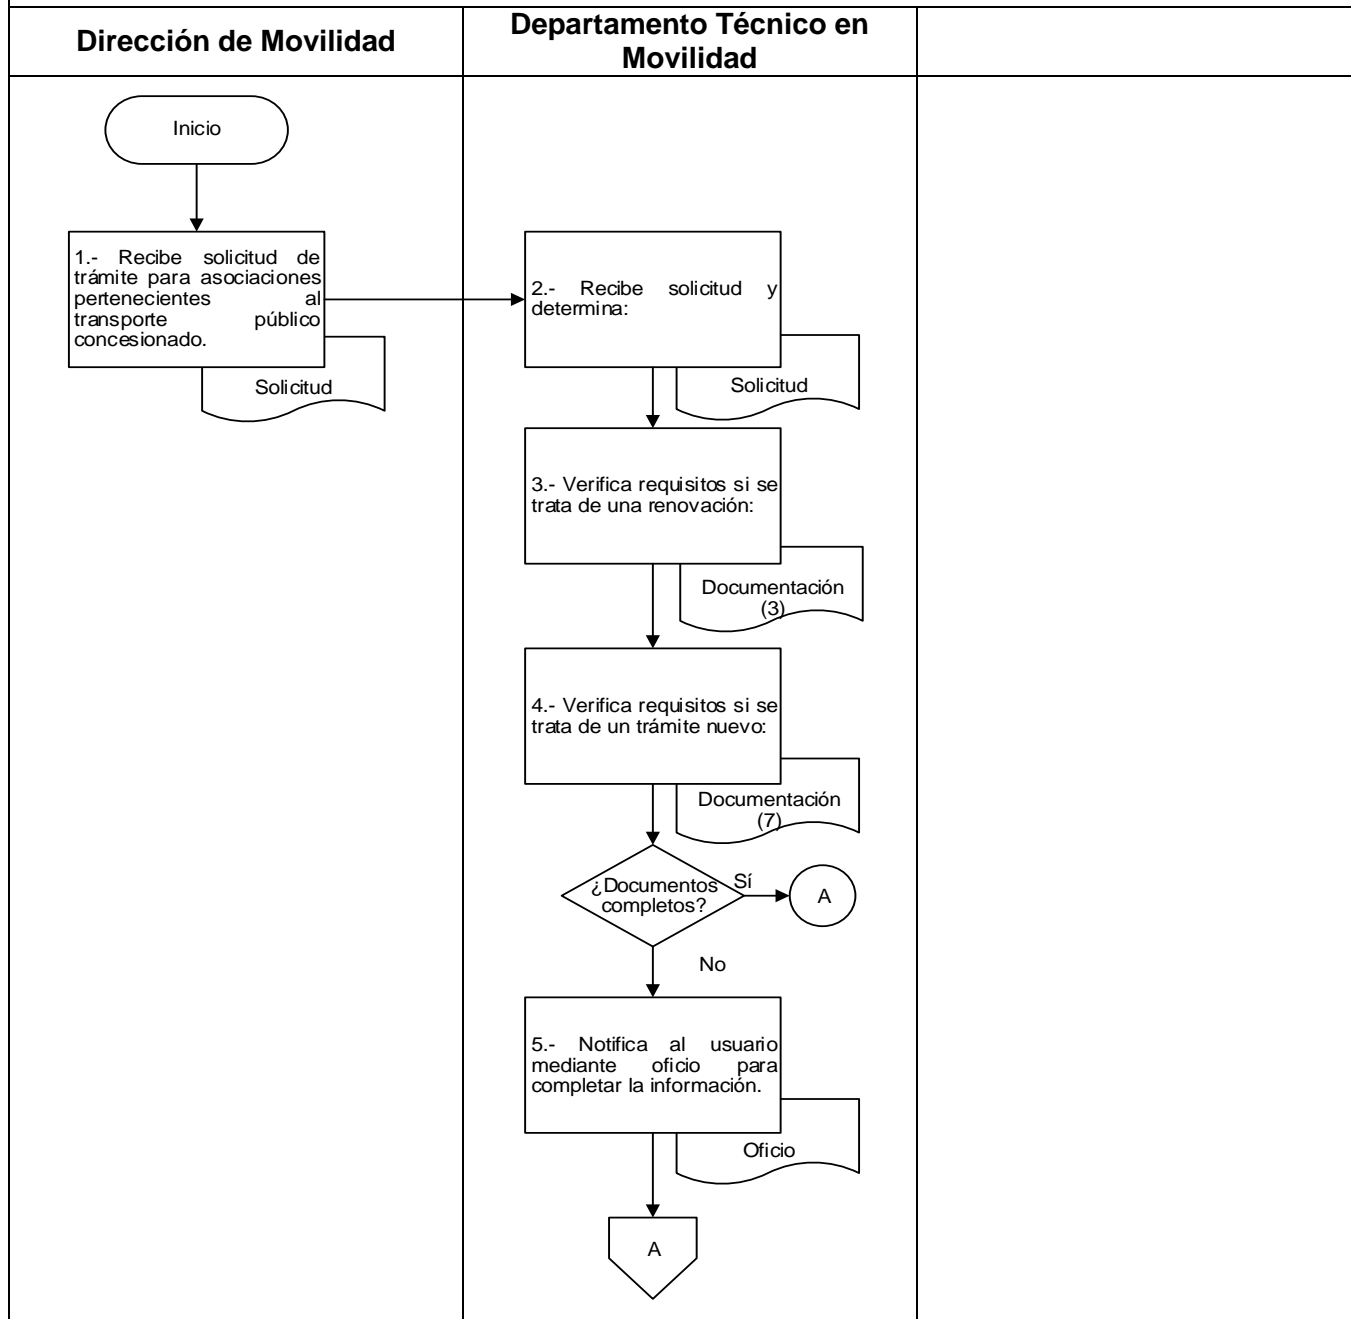 Dirección de Movilidad
Departamento Técnico en
Movilidad
Inicio
1.- Recibe solicitud de
trámite para asociaciones
pertenecientes al
transporte público
concesionado.
Solicitud
2.- Recibe solicitud y
determina:
Solicitud
3.- Verifica requisitos si se
trata de una renovación:
Documentación
(3)
4.- Verifica requisitos si se
trata de un trámite nuevo:
Documentación
(7)
¿Documentos
completos?
Sí
A
No
5.- Notifica al usuario
mediante oficio para
completar la información.
Oficio
A